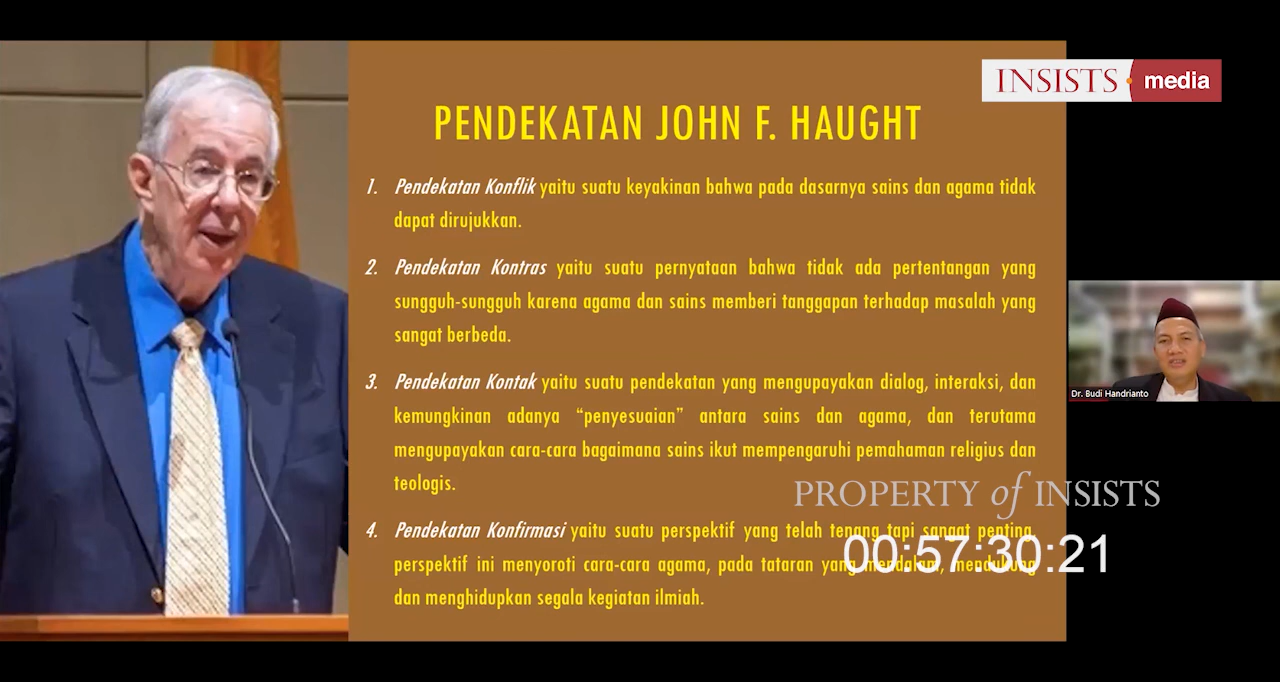 INSISTS media
PENDEKATAN JOHN F. HAUGHT
1. Pendekatan Konflik yaitu suatu keyakinan bahwa pada dasarnya sains dan agama tidak
dapat dirujukkan.
2. Pendekatan Kontras yaitu suatu pernyataan bahwa tidak ada pertentangan yang
sungguh-sungguh karena agama dan sains memberi tanggapan terhadap masalah yang
sangat berbeda.
3. Pendekatan Kontak yaitu suatu pendekatan yang mengupayakan dialog, interaksi, dan
kemungkinan adanya “penyesuaian” antara sains dan agama, dan terutama
mengupayakan cara-cara bagaimana sains ikut mempengaruhi pemahaman religius dan
teologis.
4. Pendekatan Konfirmasi yaitu suatu perspektif yang telah tenang tapi sangat penting,
perspektif ini menyoroti cara-cara agama, pada tataran yang mendalam, mendukung
dan menghidupkan segala kegiatan ilmiah.
Dr. Budi Handrianto
PROPERTY of INSISTS
00:57:30:21